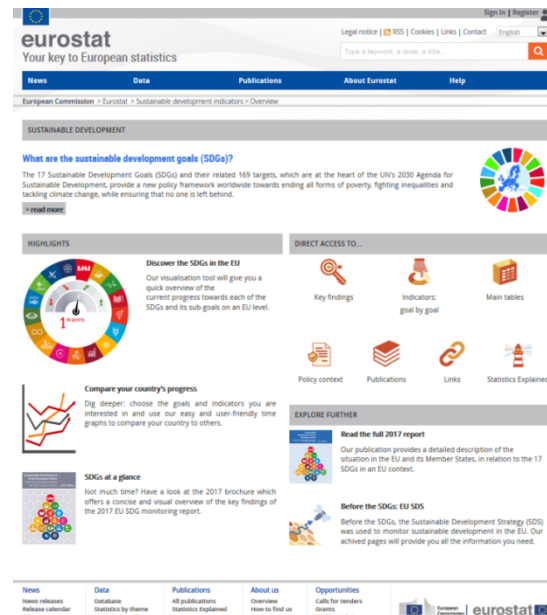 Sign In | Register
eurostat
Your key to European statistics
Legal notice | RSS | Cookies | Links | Contact English
Type a keyword, a code, a title...
News Data Publications About Eurostat Help
European Commission > Eurostat > Sustainable development indicators > Overview
SUSTAINABLE DEVELOPMENT
What are the sustainable development goals (SDGs)?
The 17 Sustainable Development Goals (SDGs) and their related 169 targets, which are at the heart of the UN's 2030 Agenda for
Sustainable Development, provide a new policy framework worldwide towards ending all forms of poverty, fighting inequalities and
tackling climate change, while ensuring that no one is left behind.
> read more
HIGHLIGHTS
Discover the SDGs in the EU
Our visualisation tool will give you a
quick overview of the
current progress towards each of the
SDGs and its sub-goals on an EU level.
1 No poverty
Compare your country's progress
Dig deeper: choose the goals and indicators you are
interested in and use our easy and user-friendly time
graphs to compare your country to others.
SDGs at a glance
Not much time? Have a look at the 2017 brochure which
offers a concise and visual overview of the key findings of
the 2017 EU SDG monitoring report.
DIRECT ACCESS TO...
Key findings
Indicators:
goal by goal
Main tables
Policy context Publications Links Statistics Explained
EXPLORE FURTHER
Read the full 2017 report
Our publication provides a detailed description of the
situation in the EU and its Member States, in relation to the 17
SDGs in an EU context.
Before the SDGs: EU SDS
Before the SDGs, the Sustainable Development Strategy (SDS)
was used to monitor sustainable development in the EU. Our
achived pages will provide you all the information you need.
News Data Publications About us Opportunities
News releases Database All publications Overview Calls for tenders
Release calendar Statistics by theme Statistics Explained How to find us Grants
European
Commission
eurostat